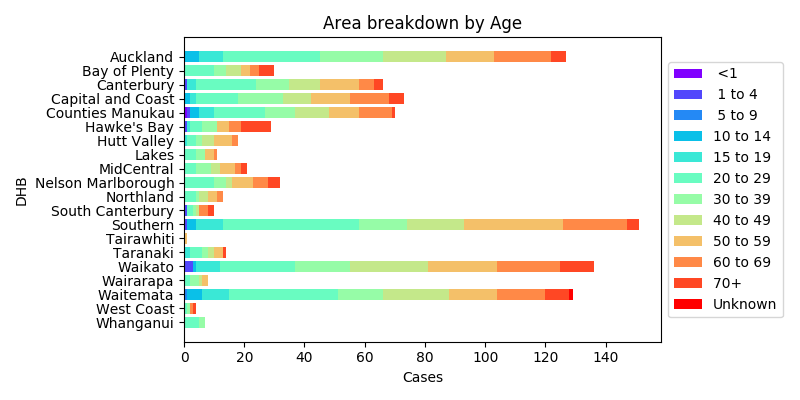 Area breakdown by Age
DHB
Auckland
Bay of Plenty
Canterbury
Capital and Coast
Counties Manukau
Hawke's Bay
Hutt Valley
Lakes
MidCentral
Nelson Marlborough
Northland
South Canterbury
Southern
Tairawhiti
Taranaki
Waikato
Wairarapa
Waitemata
West Coast
Whanganui
0 20 40 60 80 100 120 140
Cases
<1
1 to 4
5 to 9
10 to 14
15 to 19
20 to 29
30 to 39
40 to 49
50 to 59
60 to 69
70+
Unknown